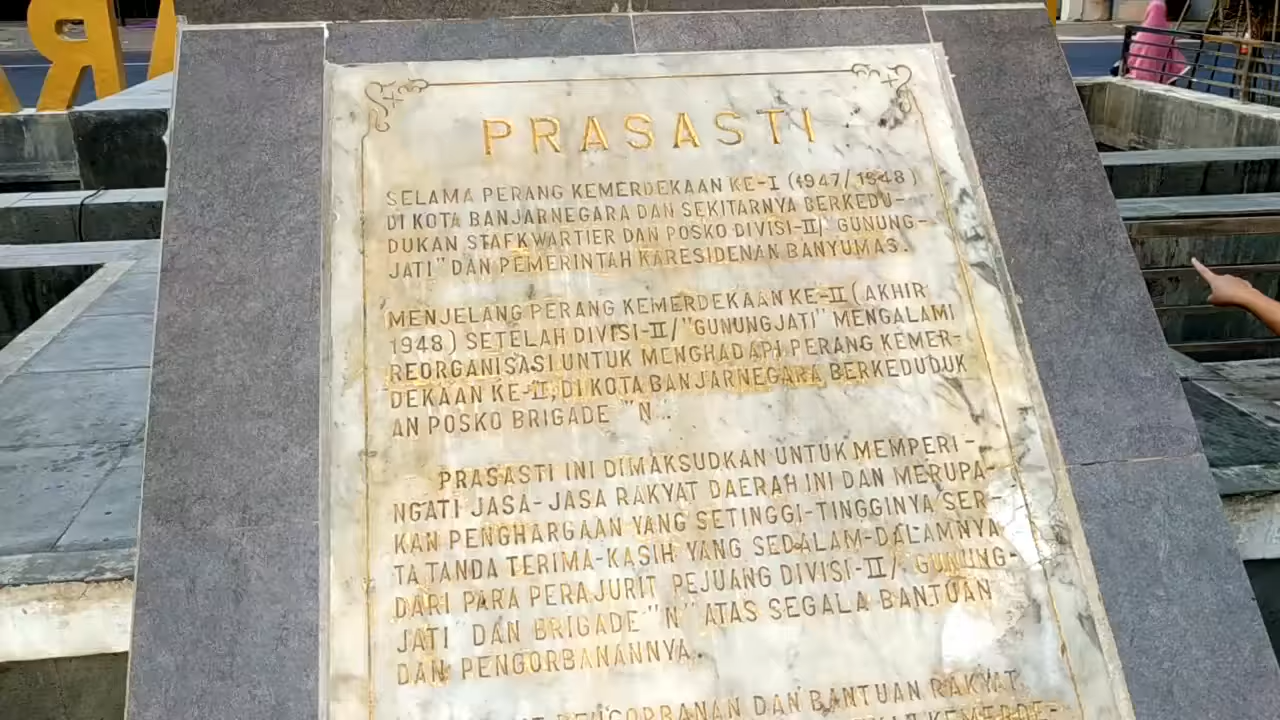 PRASASTI
SELAMA PERANG KEMERDEKAAN KE-I (1947/1948)
DI KOTA BANJARNEGARA DAN SEKITARNYA BERKEDU-
DUKAN STAFKWARTIER DAN POSKO DIVISI-II/" GUNUNG-
JATI" DAN PEMERINTAH KARESIDENAN BANYUMAS.
MENJELANG PERANG KEMERDEKAAN KE-II (AKHIR
1948) SETELAH DIVISI-II/"GUNUNGJATI" MENGALAMI
REORGANISASI UNTUK MENGHADAPI PERANG KEMER-
DEKAAN KE-II, DI KOTA BANJARNEGARA BERKEDUDUK
AN POSKO BRIGADE "N".
PRASASTI INI DIMAKSUDKAN UNTUK MEMPERI-
NGATI JASA-JASA RAKYAT DAERAH INI DAN MERUPA-
KAN PENGHARGAAN YANG SETINGGI-TINGGINYA SER-
TA TANDA TERIMA-KASIH YANG SEDALAM-DALAMNYA
DARI PARA PERAJURIT PEJUANG DIVISI-II/" GUNUNG-
JATI" DAN BRIGADE "N" ATAS SEGALA BANTUAN
DAN PENGORBANANNYA.
PENGORBANAN DAN BANTUAN RAKYAT
KEMERDE-
RA